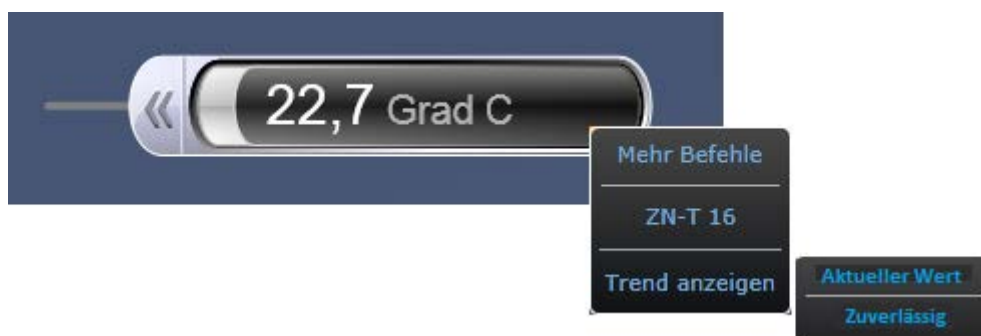 22,7 Grad C
Mehr Befehle
ZN-T 16
Trend anzeigen
Aktueller Wert
Zuverlässig